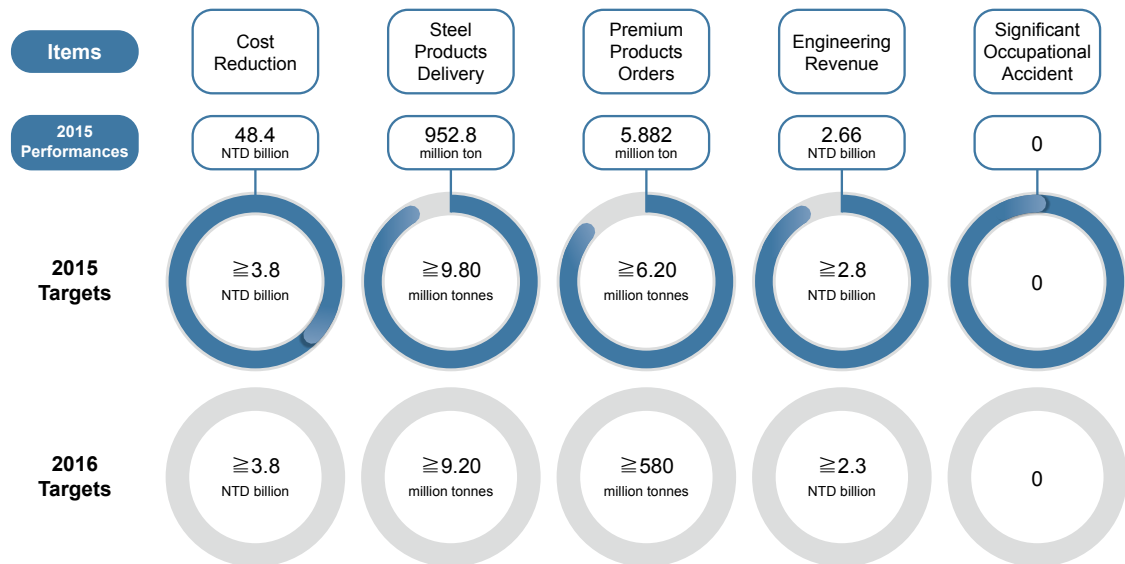 Items
Cost
Reduction
Steel
Products
Delivery
Premium
Products
Orders
Engineering
Revenue
Significant
Occupational
Accident
2015
Performances
48.4
NTD billion
952.8
million ton
5.882
million ton
2.66
NTD billion
0
2015
Targets
≧3.8
NTD billion
≧9.80
million tonnes
≧6.20
million tonnes
≧2.8
NTD billion
0
2016
Targets
≧3.8
NTD billion
≧9.20
million tonnes
≧580
million tonnes
≧2.3
NTD billion
0